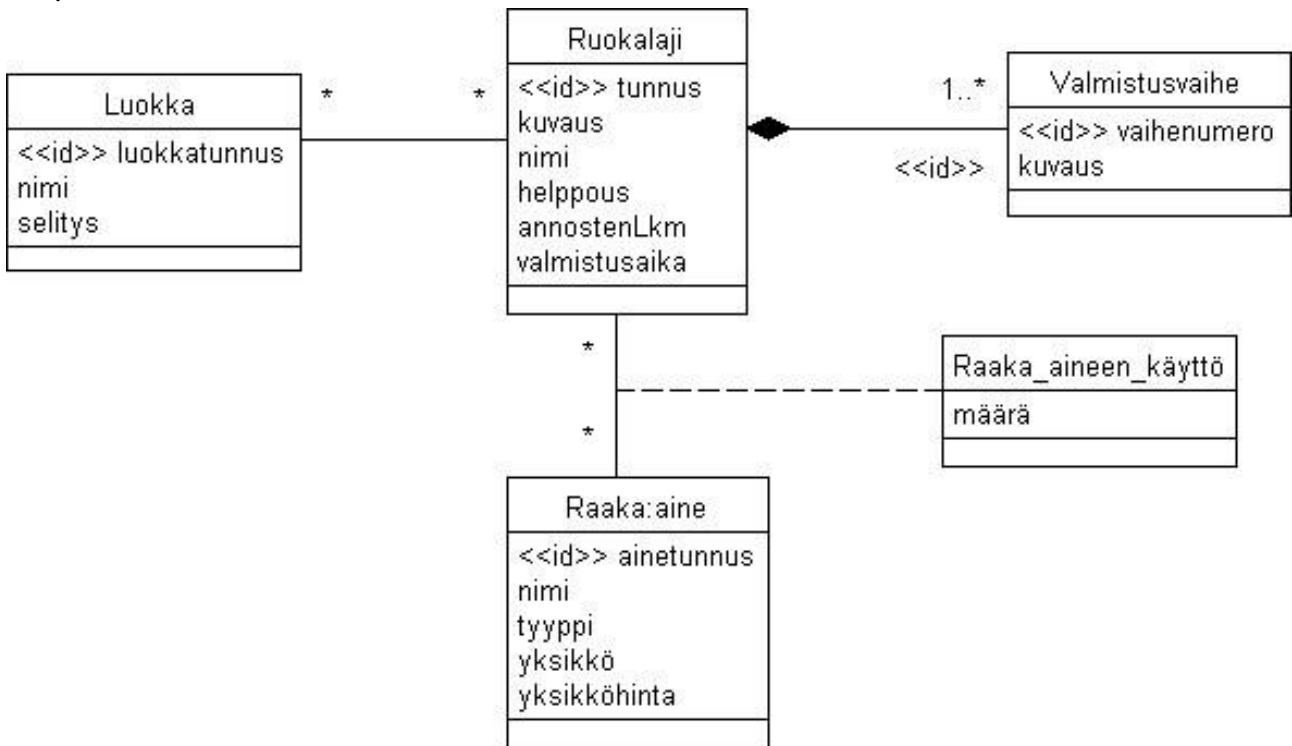 Luokka
<<id>> luokkatunnus
nimi
selitys
*
*
Ruokalaji
<<id>> tunnus
kuvaus
nimi
helppous
annostenLkm
valmistusaika
1..*
<<id>>
Valmistusvaihe
<<id>> vaihenumero
kuvaus
*
*
Raaka_aineen_käyttö
määrä
Raaka:aine
<<id>> ainetunnus
nimi
tyyppi
yksikkö
yksikköhinta